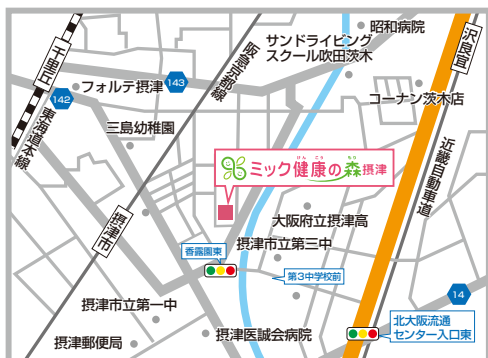 昭和病院
サンドライビング
スクール吹田茨木
沢良宜
千里丘
阪急京都線
フォルテ摂津
143
142
コーナン茨木店
東海道本線
三島幼稚園
近畿自動車道
けんこう
もり
ミック健康の森摂津
大阪府立摂津高
摂津市
香露園東
摂津市立第三中
第3中学校前
14
摂津市立第一中
北大阪流通
センター入口東
摂津医誠会病院
摂津郵便局